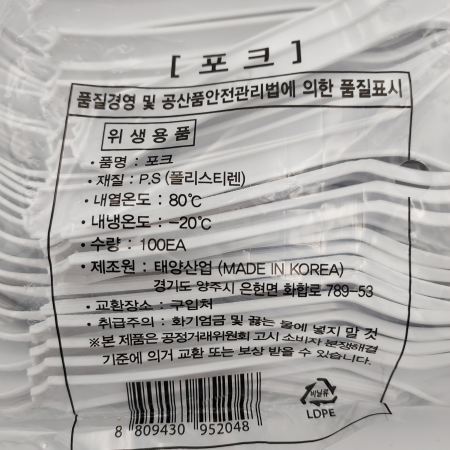 [ 포크 ]
품질경영 및 공산품안전관리법에 의한 품질표시
위생용품
· 품명 : 포크
· 재질 : P.S (폴리스티렌)
· 내열온도 : 80℃
· 내냉온도 : -20℃
· 수량 : 100EA
· 제조원 : 태양산업 (MADE IN KOREA)
경기도 양주시 은현면 화합로 789-53
· 교환장소 : 구입처
· 취급주의 : 화기엄금 및 끓는 물에 넣지 말 것
※본 제품은 공정거래위원회 고시 소비자 분쟁해결
기준에 의거 교환 또는 보상 받을 수 있습니다.
비닐류
LDPE
8 809430 952048